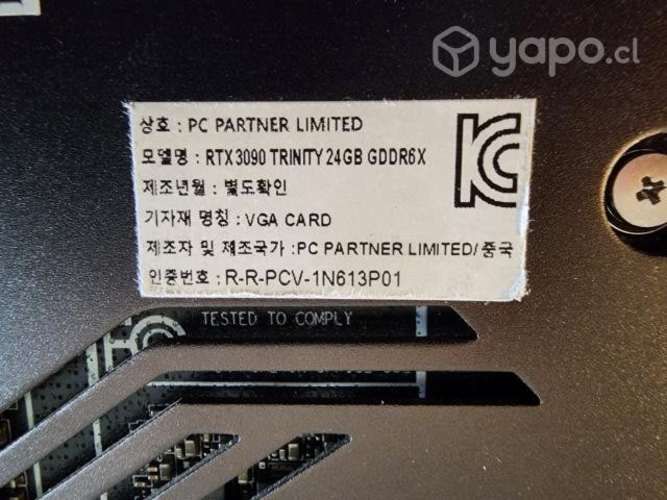 yapo.cl
상호 : PC PARTNER LIMITED
모델명 : RTX 3090 TRINITY 24GB GDDR6X
제조년월 : 별도확인
기자재 명칭 : VGA CARD
제조자 및 제조국가 :PC PARTNER LIMITED/중국
인증번호 : R-R-PCV-1N613P01
KC
TESTED TO COMPLY